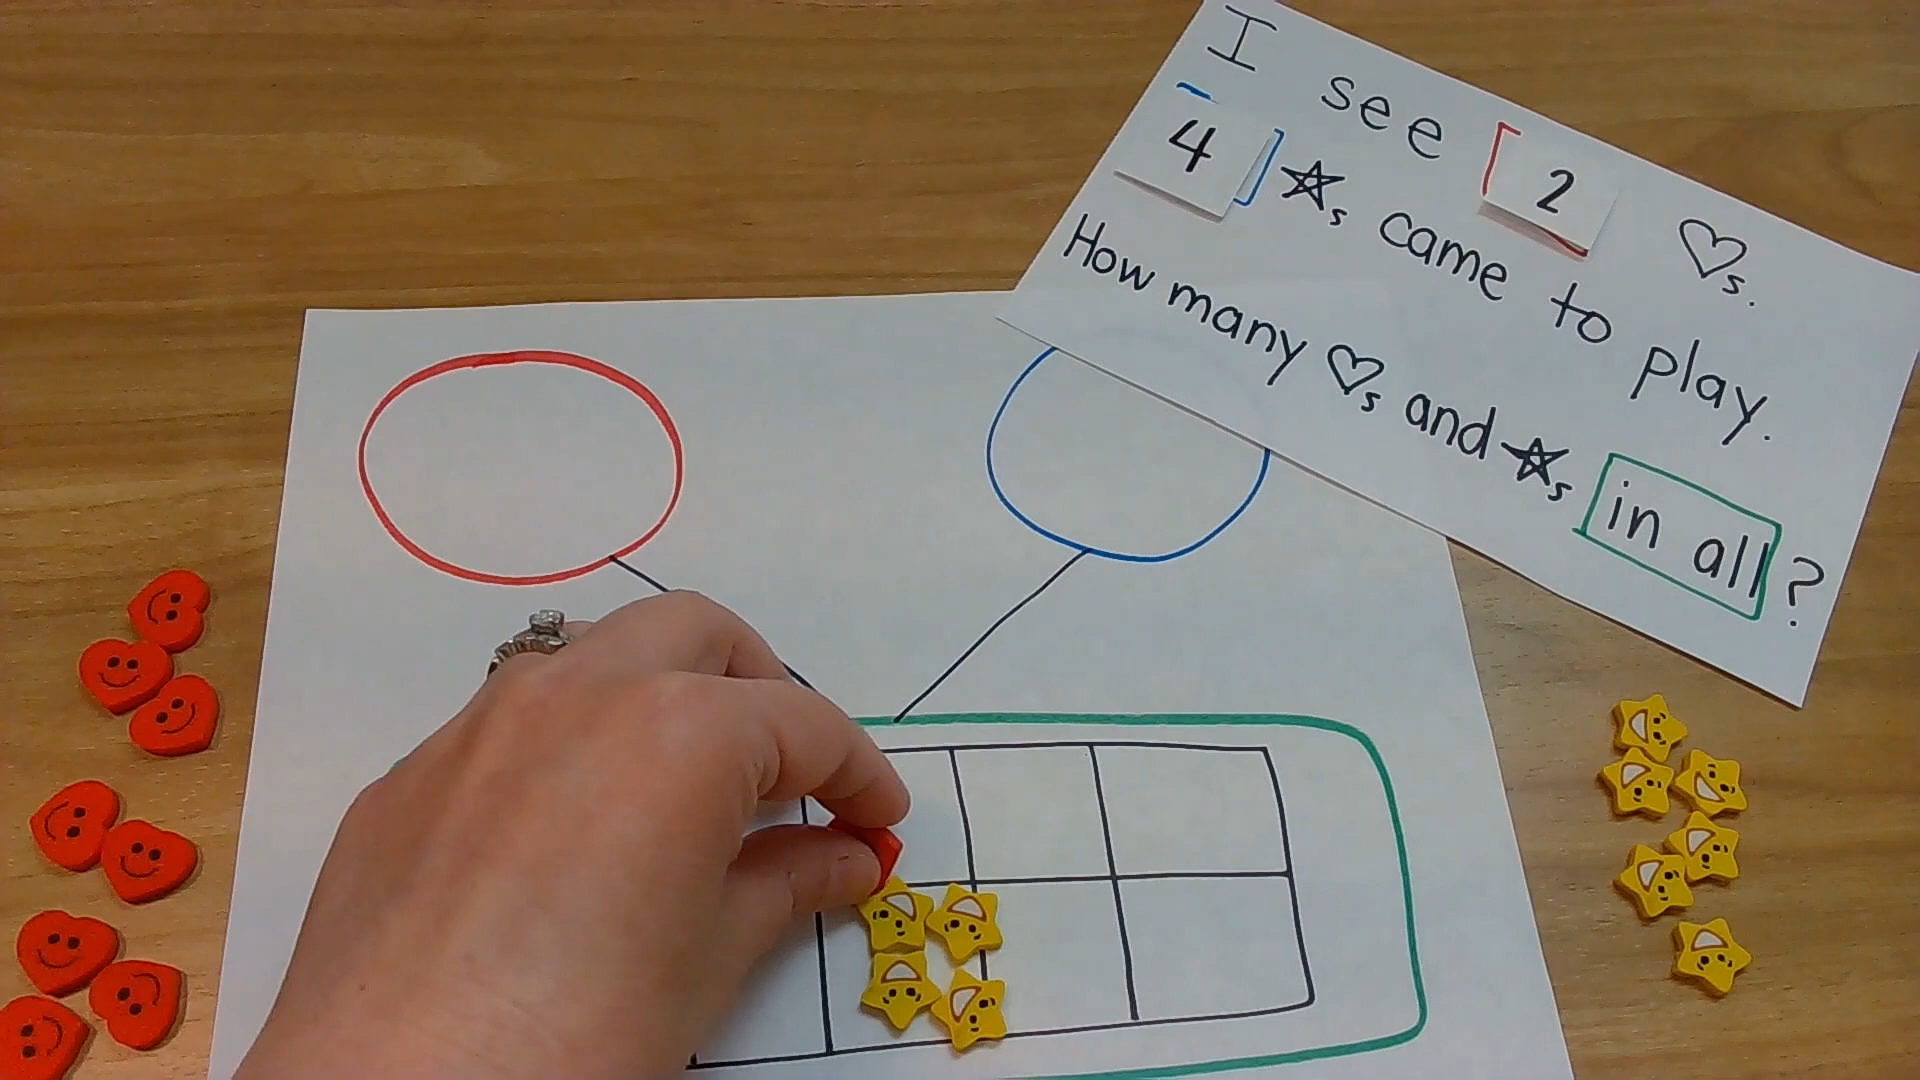 I see 2 ♡s.
4 ☆s came to play.
How many ♡s and ☆s in all?